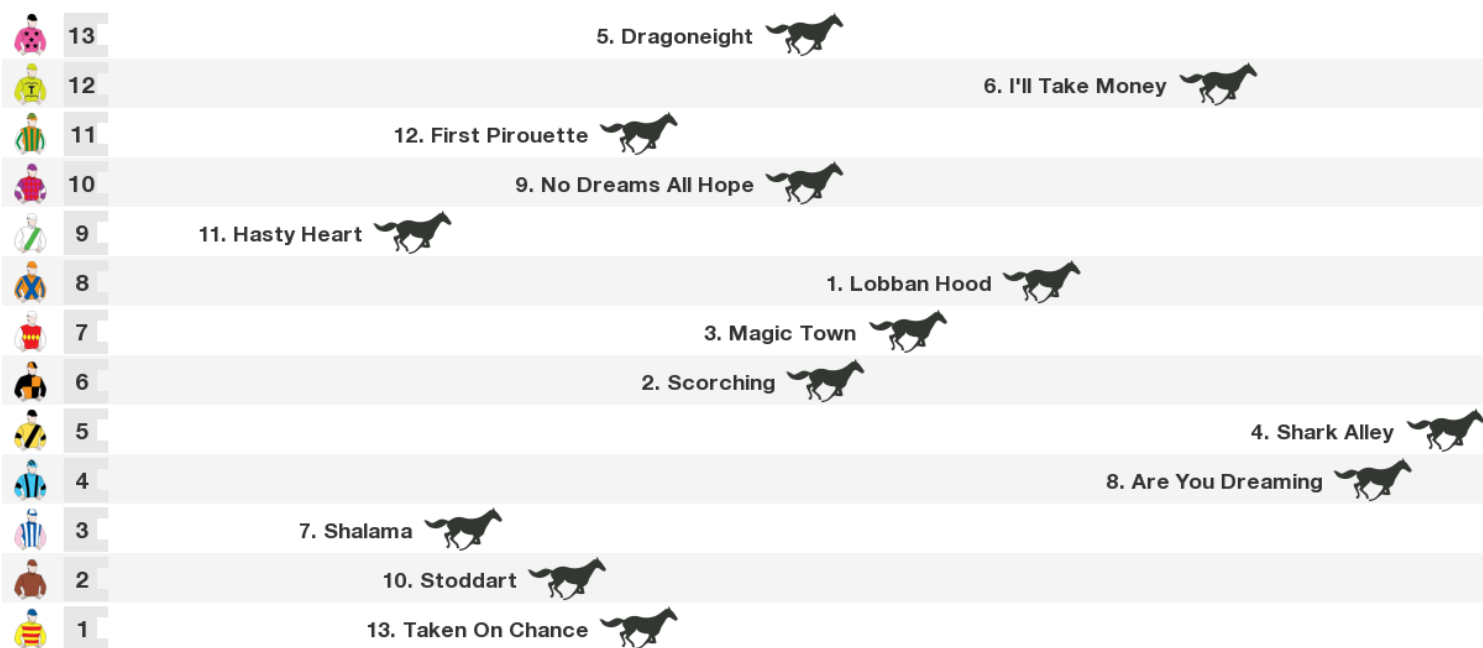 13 5. Dragoneight
12 6. I'll Take Money
11 12. First Pirouette
10 9. No Dreams All Hope
9 11. Hasty Heart
8 1. Lobban Hood
7 3. Magic Town
6 2. Scorching
5 4. Shark Alley
4 8. Are You Dreaming
3 7. Shalama
2 10. Stoddart
1 13. Taken On Chance